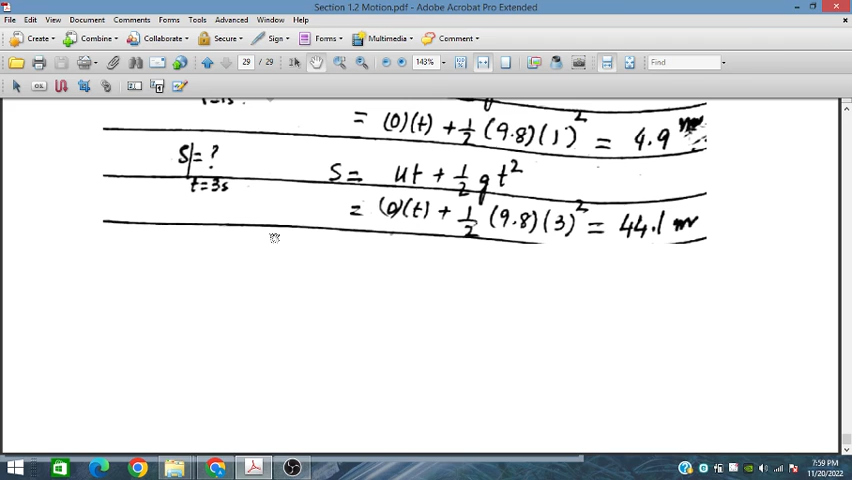 Section 1.2 Motion.pdf - Adobe Acrobat Pro Extended
File Edit View Document Comments Forms Tools Advanced Window Help
Create Combine Collaborate Secure Sign Forms Multimedia Comment
29 / 29 143% Find
= (0)(t) + 1/2 (9.8)(1)² = 4.9
S|= ?
t=3s
S= ut + 1/2 gt²
= (0)(t) + 1/2 (9.8)(3)² = 44.1 m
7:59 PM
11/20/2022